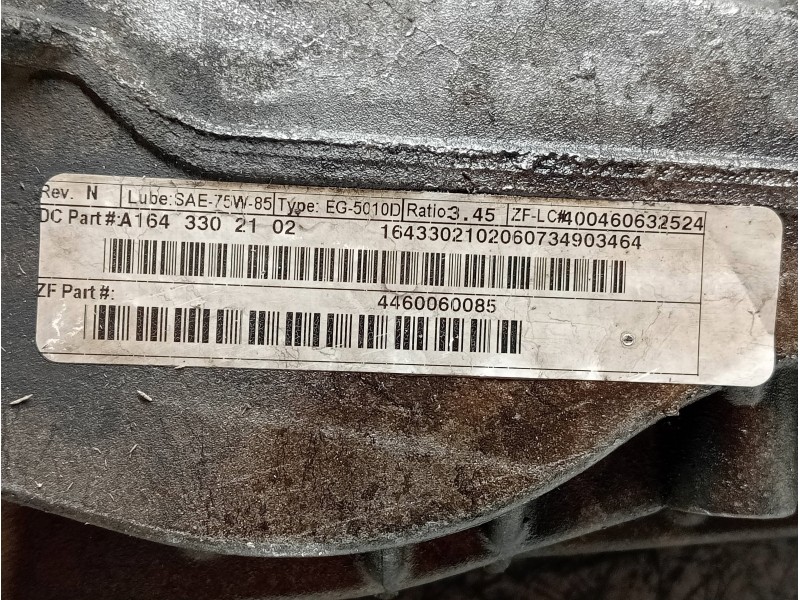 Rev. N Lube:SAE-75W-85 Type: EG-5010D Ratio:3.45 ZF-LC#400460632524
DC Part #:A164 330 21 02 1643302102060734903464
ZF Part #: 4460060085